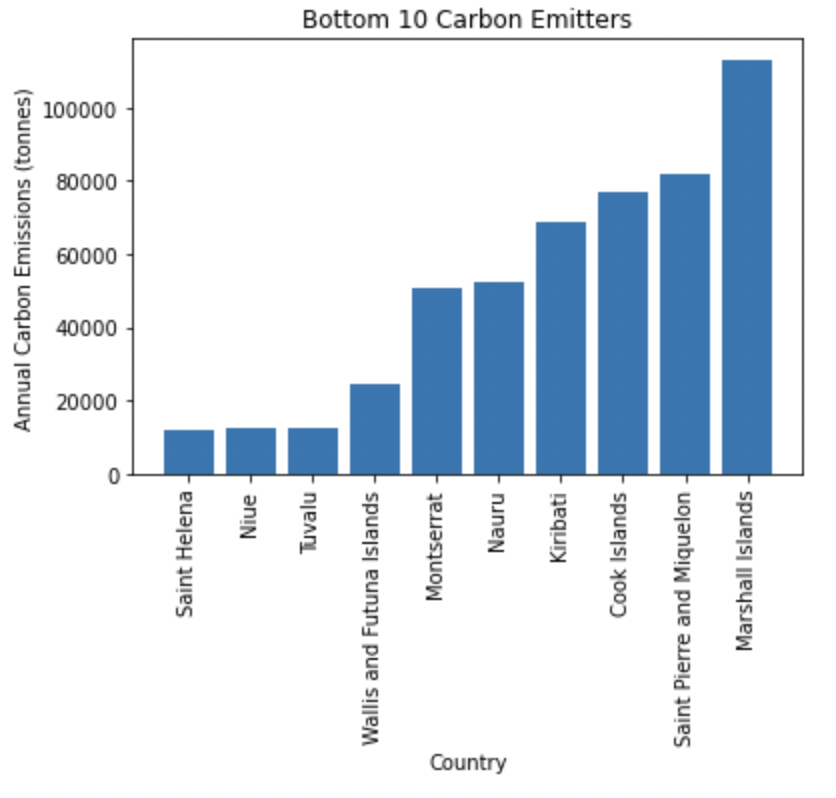 Bottom 10 Carbon Emitters
Annual Carbon Emissions (tonnes)
100000
80000
60000
40000
20000
0
Saint Helena
Niue
Tuvalu
Wallis and Futuna Islands
Montserrat
Nauru
Kiribati
Cook Islands
Saint Pierre and Miquelon
Marshall Islands
Country